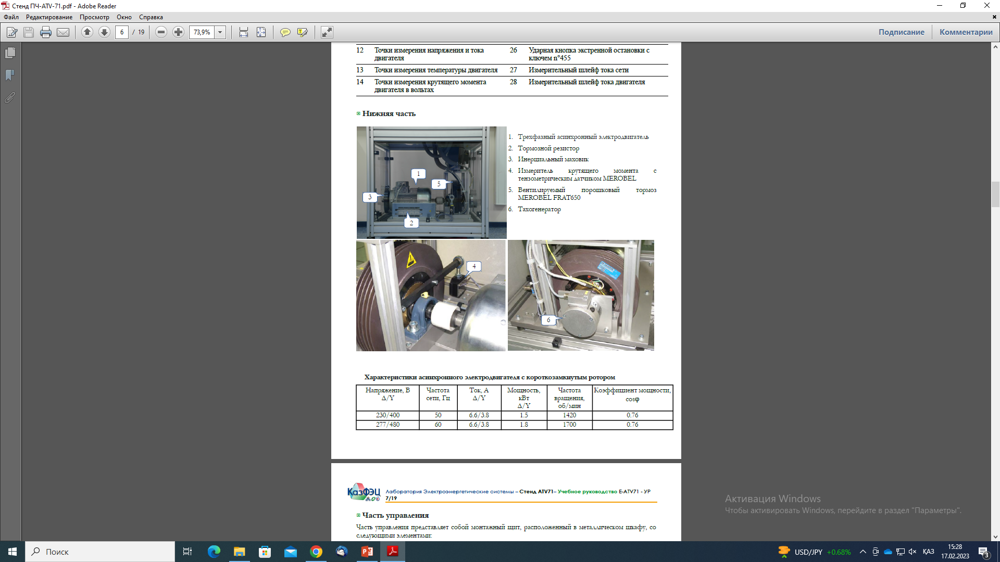 Стенд ПЧ-ATV-71.pdf - Adobe Reader
Файл Редактирование Просмотр Окно Справка
6 / 19 73,9% Подписание Комментарии
12 Точки измерения напряжения и тока двигателя
26 Ударная кнопка экстренной остановки с ключем n°455
13 Точки измерения температуры двигателя
27 Измерительный шлейф тока сети
14 Точки измерения крутящего момента двигателя в вольтах
28 Измерительный шлейф тока двигателя
Нижняя часть
1
5
3
2
1. Трехфазный асинхронный электродвигатель
2. Тормозной резистор
3. Инерциальный маховик
4. Измеритель крутящего момента с
тензометрическим датчиком MEROBEL
5. Вентилируемый порошковый тормоз
MEROBEL FRAT650
6. Тахогенератор
4
6
Характеристики асинхронного электродвигателя с короткозамкнутым ротором
Напряжение, В Δ/Y
Частота сети, Гц
Ток, А Δ/Y
Мощность, кВт Δ/Y
Частота вращения, об/мин
Коэффициент мощности, cosφ
230/400 50 6.6/3.8 1.5 1420 0.76
277/480 60 6.6/3.8 1.8 1700 0.76
КазФЭЦ
Лаборатория Электроэнергетические системы – Стенд ATV71– Учебное руководство E-ATV71 - УР
7/19
Часть управления
Часть управления представляет собой монтажный щит, расположенный в металлическом шкафу, со
следующими элементами:
Активация Windows
Чтобы активировать Windows, перейдите в раздел "Параметры".
Поиск
USD/JPY +0.68%
ҚАЗ
15:28
17.02.2023
3